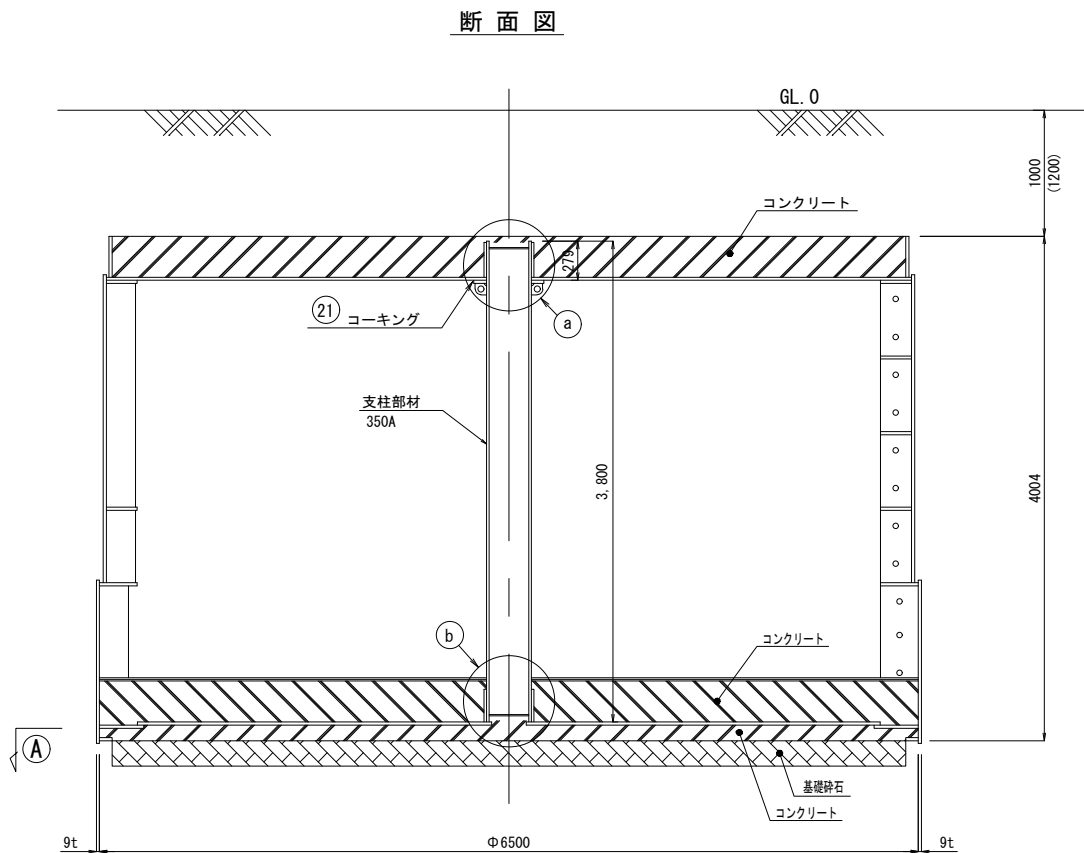 断面図
GL.0
1000
(1200)
コンクリート
279
21 コーキング
a
支柱部材
350A
3,800
4004
b
コンクリート
A
基礎砕石
コンクリート
9t
Φ6500
9t